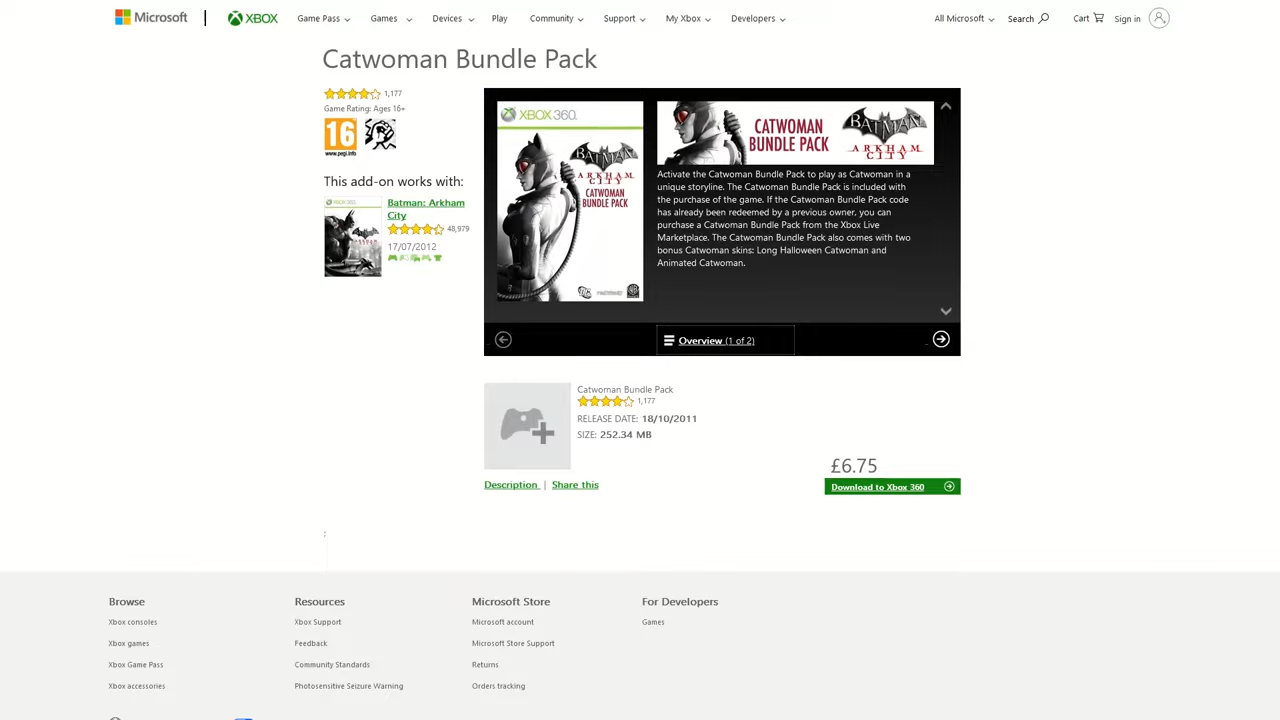 Microsoft
XBOX
Game Pass
Games
Devices
Play
Community
Support
My Xbox
Developers
All Microsoft
Search
Cart
Sign in
Catwoman Bundle Pack
1,177
Game Rating: Ages 16+
16
www.pegi.info
This add-on works with:
XBOX 360
Batman: Arkham
City
48,979
17/07/2012
XBOX 360.
BATMAN
ARKHAM
CITY
CATWOMAN
BUNDLE PACK
CATWOMAN
BUNDLE PACK
BATMAN
ARKHAM
CITY
Activate the Catwoman Bundle Pack to play as Catwoman in a
unique storyline. The Catwoman Bundle Pack is included with
the purchase of the game. If the Catwoman Bundle Pack code
has already been redeemed by a previous owner, you can
purchase a Catwoman Bundle Pack from the Xbox Live
Marketplace. The Catwoman Bundle Pack also comes with two
bonus Catwoman skins: Long Halloween Catwoman and
Animated Catwoman.
Overview (1 of 2)
Catwoman Bundle Pack
1,177
RELEASE DATE: 18/10/2011
SIZE: 252.34 MB
£6.75
Description | Share this
Download to Xbox 360
;
Browse
Resources
Microsoft Store
For Developers
Xbox consoles
Xbox Support
Microsoft account
Games
Xbox games
Feedback
Microsoft Store Support
Xbox Game Pass
Community Standards
Returns
Xbox accessories
Photosensitive Seizure Warning
Orders tracking